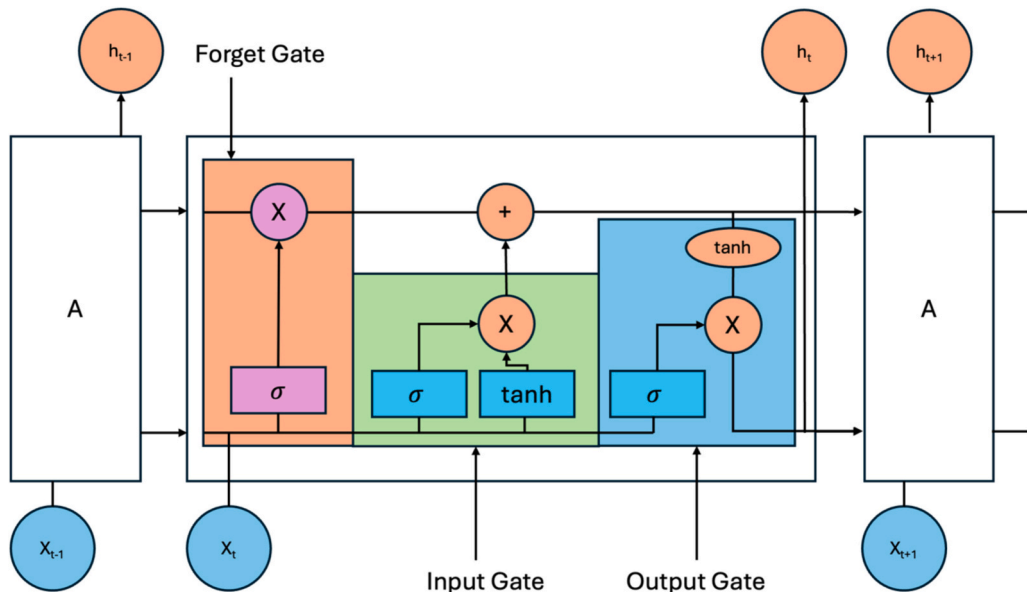 h_{t-1}
h_t
h_{t+1}
Forget Gate
X
+
tanh
A
X
X
A
σ
σ
tanh
σ
X_{t-1}
X_t
X_{t+1}
Input Gate
Output Gate